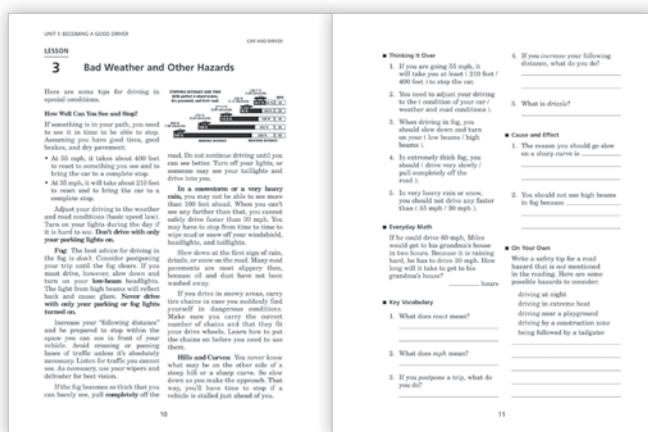 UNIT 1: BECOMING A GOOD DRIVER
CAR AND DRIVER
LESSON
3 Bad Weather and Other Hazards
Here are some tips for driving in
special conditions.
How Well Can You See and Stop?
If something is in your path, you need
to see it in time to be able to stop.
Assuming you have good tires, good
brakes, and dry pavement:
• At 55 mph, it takes about 400 feet
to react to something you see and to
bring the car to a complete stop.
• At 35 mph, it will take about 210 feet
to react and to bring the car to a
complete stop.
Adjust your driving to the weather
and road conditions (basic speed law).
Turn on your lights during the day if
it is hard to see. Don't drive with only
your parking lights on.
Fog: The best advice for driving in
the fog is don't. Consider postponing
your trip until the fog clears. If you
must drive, however, slow down and
turn on your low-beam headlights.
The light from high beams will reflect
back and cause glare. Never drive
with only your parking or fog lights
turned on.
Increase your "following distance"
and be prepared to stop within the
space you can see in front of your
vehicle. Avoid crossing or passing
lanes of traffic unless it's absolutely
necessary. Listen for traffic you cannot
see. As necessary, use your wipers and
defroster for best vision.
If the fog becomes so thick that you
can barely see, pull completely off the
road. Do not continue driving until you
can see better. Turn off your lights, or
someone may see your taillights and
drive into you.
In a snowstorm or a very heavy
rain, you may not be able to see more
than 100 feet ahead. When you can't
see any farther than that, you cannot
safely drive faster than 30 mph. You
may have to stop from time to time to
wipe mud or snow off your windshield,
headlights, and taillights.
Slow down at the first sign of rain,
drizzle, or snow on the road. Many road
pavements are most slippery then,
because oil and dust have not been
washed away.
If you drive in snowy areas, carry
tire chains in case you suddenly find
yourself in dangerous conditions.
Make sure you carry the correct
number of chains and that they fit
your drive wheels. Learn how to put
the chains on before you need to use
them.
Hills and Curves: You never know
what may be on the other side of a
steep hill or a sharp curve. So slow
down as you make the approach. That
way, you'll have time to stop if a
vehicle is stalled just ahead of you.
10
■ Thinking It Over
1. If you are going 55 mph, it
will take you at least ( 210 feet /
400 feet ) to stop the car.
2. You need to adjust your driving
to the ( condition of your car /
weather and road conditions ).
3. When driving in fog, you
should slow down and turn
on your ( low beams / high
beams ).
4. In extremely thick fog, you
should ( drive very slowly /
pull completely off the
road ).
5. In very heavy rain or snow,
you should not drive any faster
than ( 55 mph / 30 mph ).
■ Everyday Math
If he could drive 60 mph, Miles
would get to his grandma's house
in two hours. Because it is raining
hard, he has to drive 30 mph. How
long will it take to get to his
grandma's house?
hours
■ Key Vocabulary
1. What does react mean?
2. What does mph mean?
3. If you postpone a trip, what do
you do?
4. If you increase your following
distance, what do you do?
5. What is drizzle?
■ Cause and Effect
1. The reason you should go slow
on a sharp curve is
2. You should not use high beams
in fog because
■ On Your Own
Write a safety tip for a road
hazard that is not mentioned
in the reading. Here are some
possible hazards to consider:
driving at night
driving in extreme heat
driving near a playground
driving by a construction zone
being followed by a tailgater
11